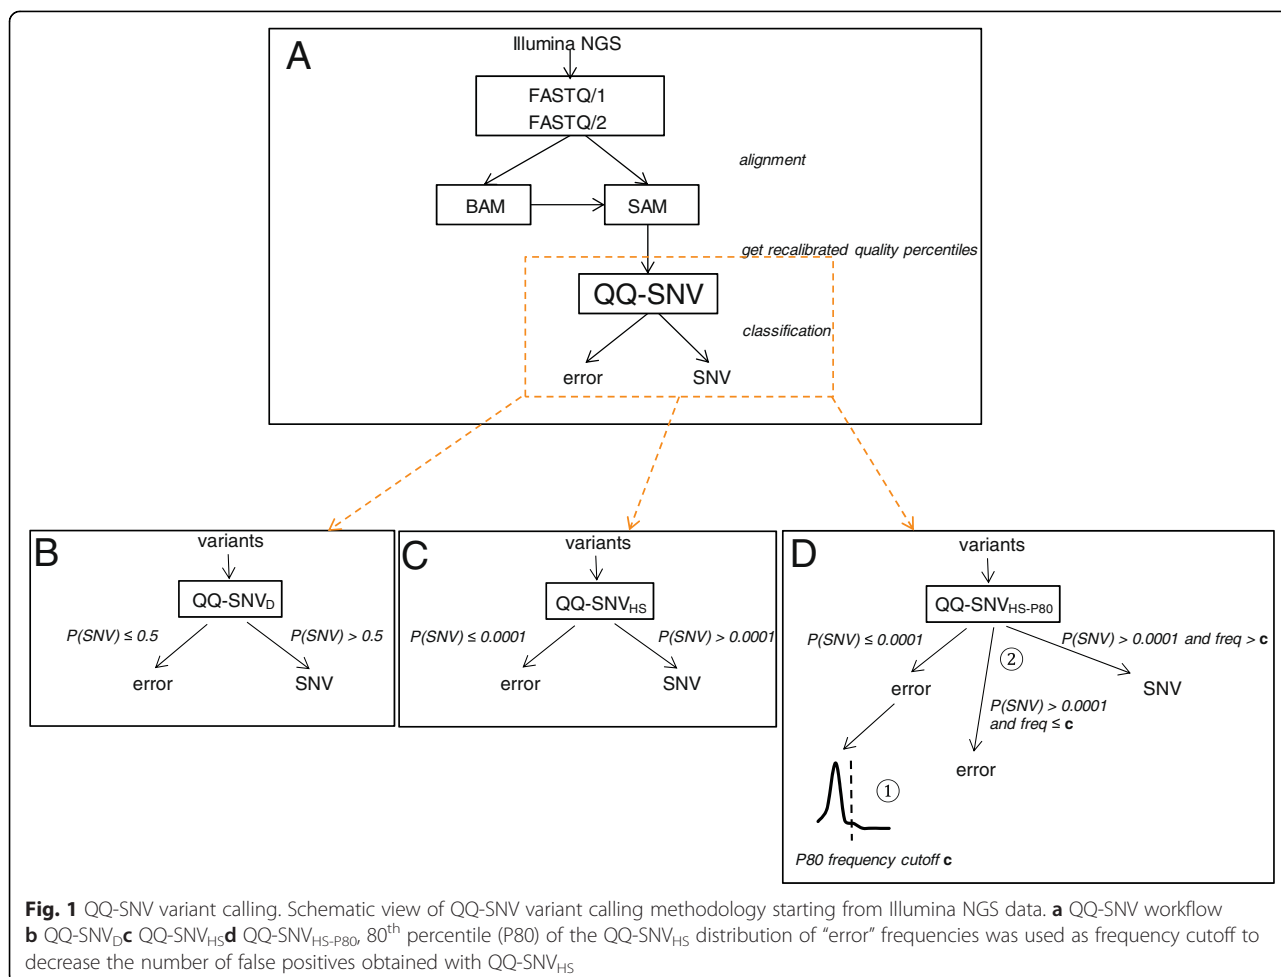 A
Illumina NGS
FASTQ/1
FASTQ/2
alignment
BAM
SAM
get recalibrated quality percentiles
QQ-SNV
classification
error
SNV
B
variants
QQ-SNVD
P(SNV) ≤ 0.5
P(SNV) > 0.5
error
SNV
C
variants
QQ-SNVHS
P(SNV) ≤ 0.0001
P(SNV) > 0.0001
error
SNV
D
variants
QQ-SNVHS-P80
P(SNV) ≤ 0.0001
P(SNV) > 0.0001 and freq > c
②
error
SNV
P(SNV) > 0.0001
and freq ≤ c
error
①
P80 frequency cutoff c
Fig. 1 QQ-SNV variant calling. Schematic view of QQ-SNV variant calling methodology starting from Illumina NGS data. a QQ-SNV workflow
b QQ-SNVDc QQ-SNVHSd QQ-SNVHS-P80, 80th percentile (P80) of the QQ-SNVHS distribution of “error” frequencies was used as frequency cutoff to
decrease the number of false positives obtained with QQ-SNVHS